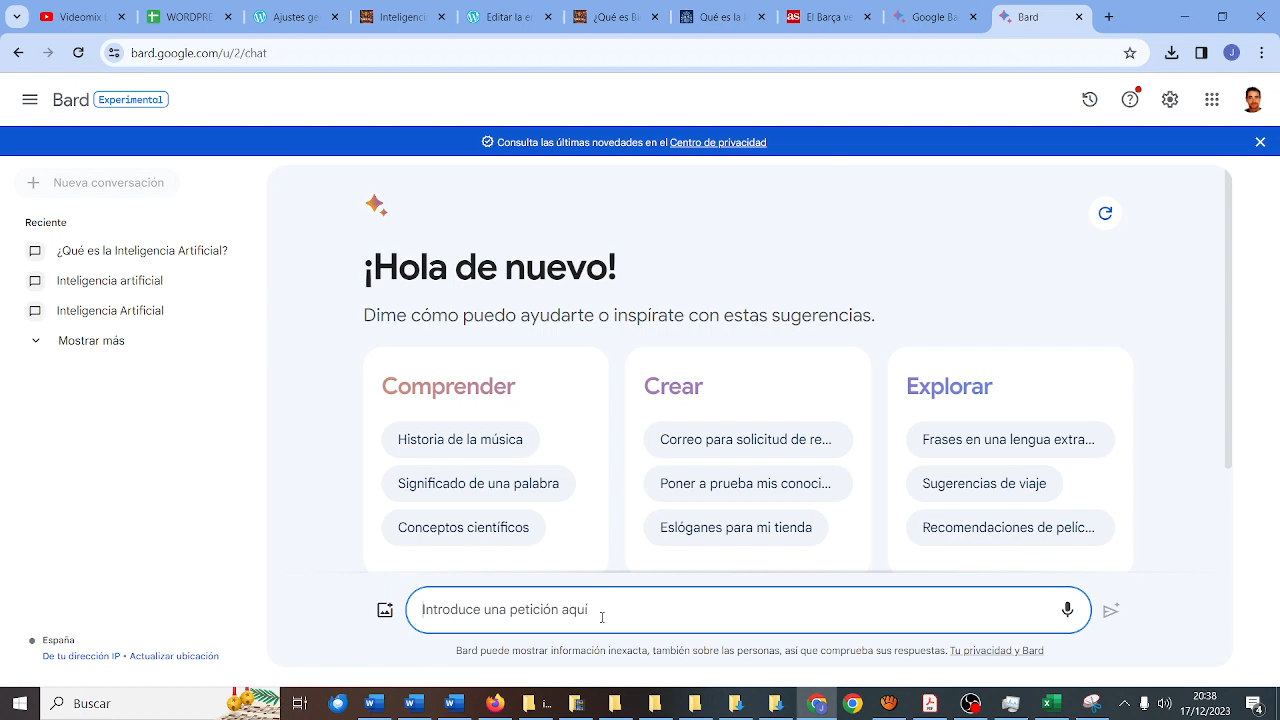 Videomix
WORDPRE
Ajustes ge
Inteligenci
Editar la e
¿Qué es B
Qué es la
El Barça ve
Google Ba
Bard
bard.google.com/u/2/chat
J
Bard Experimental
Consulta las últimas novedades en el Centro de privacidad
Nueva conversación
Reciente
¿Qué es la Inteligencia Artificial?
Inteligencia artificial
Inteligencia Artificial
Mostrar más
¡Hola de nuevo!
Dime cómo puedo ayudarte o inspirate con estas sugerencias.
Comprender
Historia de la música
Significado de una palabra
Conceptos científicos
Crear
Correo para solicitud de re...
Poner a prueba mis conoci...
Eslóganes para mi tienda
Explorar
Frases en una lengua extra...
Sugerencias de viaje
Recomendaciones de pelíc...
Introduce una petición aquí
Bard puede mostrar información inexacta, también sobre las personas, así que comprueba sus respuestas. Tu privacidad y Bard
España
De tu dirección IP • Actualizar ubicación
Buscar
20:38
17/12/2023